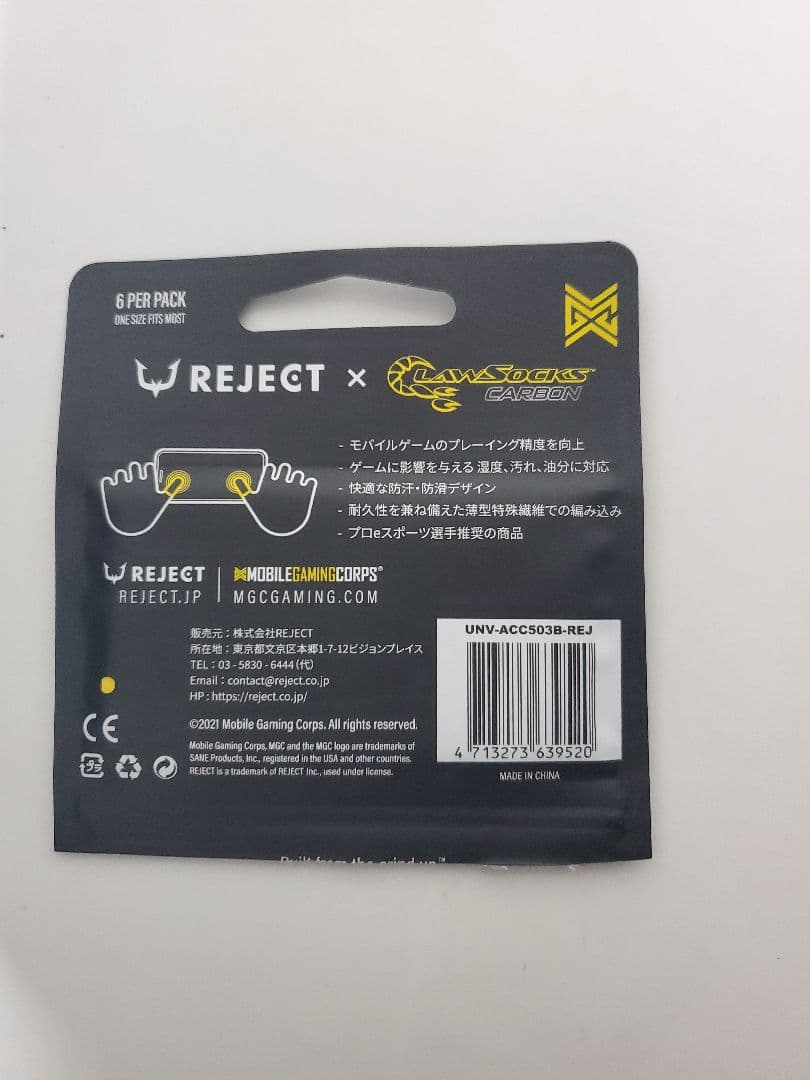 6 PER PACK
ONE SIZE FITS MOST
REJECT × CLAWSOCKS™
CARBON
- モバイルゲームのプレーイング精度を向上
- ゲームに影響を与える 湿度、汚れ、油分に対応
- 快適な防汗・防滑デザイン
- 耐久性を兼ね備えた薄型特殊繊維での編み込み
- プロeスポーツ選手推奨の商品
REJECT
REJECT.JP
MOBILEGAMINGCORPS®
MGCGAMING.COM
販売元：株式会社REJECT
所在地：東京都文京区本郷1-7-12ビジョンプレイス
TEL：03 - 5830 - 6444 (代)
Email : contact@reject.co.jp
HP : https://reject.co.jp/
©2021 Mobile Gaming Corps. All rights reserved.
Mobile Gaming Corps, MGC and the MGC logo are trademarks of
SANE Products, Inc., registered in the USA and other countries.
REJECT is a trademark of REJECT Inc., used under license.
CE
プラ
UNV-ACC503B-REJ
4 713273 639520
MADE IN CHINA
Built from the grind up™